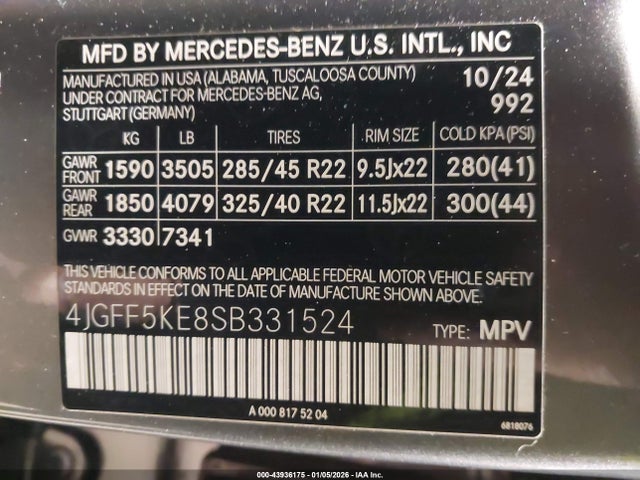 MFD BY MERCEDES-BENZ U.S. INTL., INC
MANUFACTURED IN USA (ALABAMA, TUSCALOOSA COUNTY) 10/24
UNDER CONTRACT FOR MERCEDES-BENZ AG, 992
STUTTGART (GERMANY)
KG LB TIRES RIM SIZE COLD KPA (PSI)
GAWR FRONT 1590 3505 285/45 R22 9.5Jx22 280(41)
GAWR REAR 1850 4079 325/40 R22 11.5Jx22 300(44)
GVWR 3330 7341
THIS VEHICLE CONFORMS TO ALL APPLICABLE FEDERAL MOTOR VEHICLE SAFETY
STANDARDS IN EFFECT ON THE DATE OF MANUFACTURE SHOWN ABOVE.
4JGFF5KE8SB331524 TYPE: MPV
A 000 817 52 04
6818076
000-43936175 - 01/05/2026 - IAA Inc.